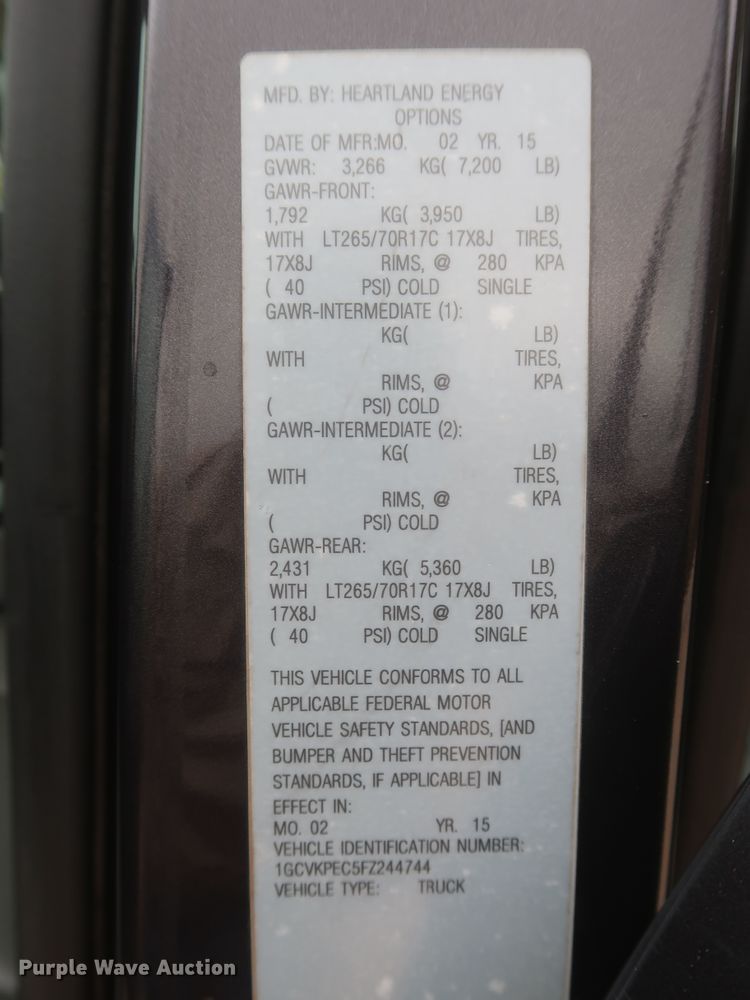 MFD. BY: HEARTLAND ENERGY
OPTIONS
DATE OF MFR:MO. 02 YR. 15
GVWR: 3,266 KG( 7,200 LB)
GAWR-FRONT:
1,792 KG( 3,950 LB)
WITH LT265/70R17C 17X8J TIRES,
17X8J RIMS, @ 280 KPA
( 40 PSI) COLD SINGLE
GAWR-INTERMEDIATE (1):
KG( LB)
WITH TIRES,
RIMS, @ KPA
( PSI) COLD
GAWR-INTERMEDIATE (2):
KG( LB)
WITH TIRES,
RIMS, @ KPA
( PSI) COLD
GAWR-REAR:
2,431 KG( 5,360 LB)
WITH LT265/70R17C 17X8J TIRES,
17X8J RIMS, @ 280 KPA
( 40 PSI) COLD SINGLE
THIS VEHICLE CONFORMS TO ALL
APPLICABLE FEDERAL MOTOR
VEHICLE SAFETY STANDARDS, [AND
BUMPER AND THEFT PREVENTION
STANDARDS, IF APPLICABLE] IN
EFFECT IN:
MO. 02 YR. 15
VEHICLE IDENTIFICATION NUMBER:
1GCVKPEC5FZ244744
VEHICLE TYPE: TRUCK
Purple Wave Auction